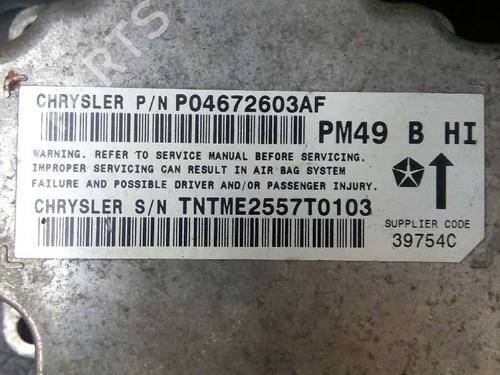 PARTS
CHRYSLER P/N P04672603AF
PM49 B HI
WARNING. REFER TO SERVICE MANUAL BEFORE SERVICING.
IMPROPER SERVICING CAN RESULT IN AIR BAG SYSTEM
FAILURE AND POSSIBLE DRIVER AND/OR PASSENGER INJURY.
CHRYSLER S/N TNTME2557T0103
SUPPLIER CODE
39754C